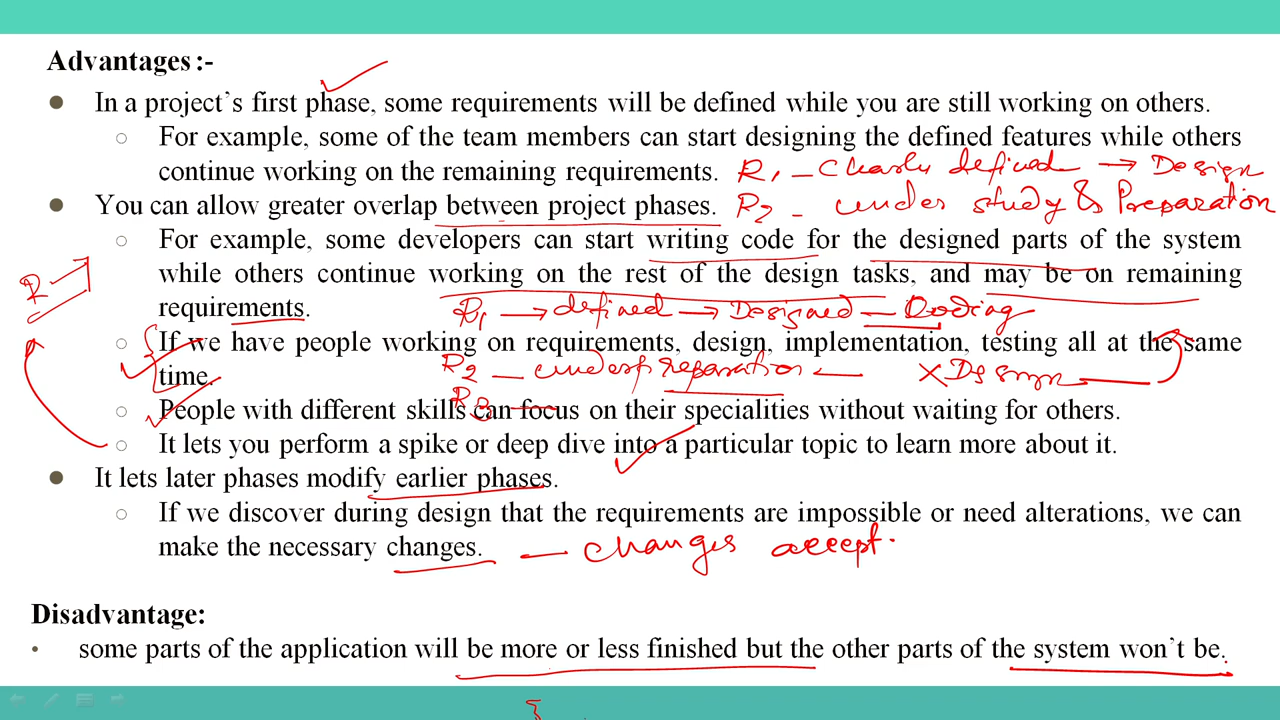 Advantages :-
● In a project's first phase, some requirements will be defined while you are still working on others.
○ For example, some of the team members can start designing the defined features while others
continue working on the remaining requirements. R1 - Clearly defined → Design
● You can allow greater overlap between project phases. R2 - under study & Preparation
○ For example, some developers can start writing code for the designed parts of the system
while others continue working on the rest of the design tasks, and may be on remaining
R
requirements. R1 → defined → Designed — Coding
○ If we have people working on requirements, design, implementation, testing all at the same
time. R2 - under preparation — X Design
○ People with different skills can focus on their specialities without waiting for others.
R3
○ It lets you perform a spike or deep dive into a particular topic to learn more about it.
● It lets later phases modify earlier phases.
○ If we discover during design that the requirements are impossible or need alterations, we can
make the necessary changes. — changes accept.
Disadvantage:
• some parts of the application will be more or less finished but the other parts of the system won't be.